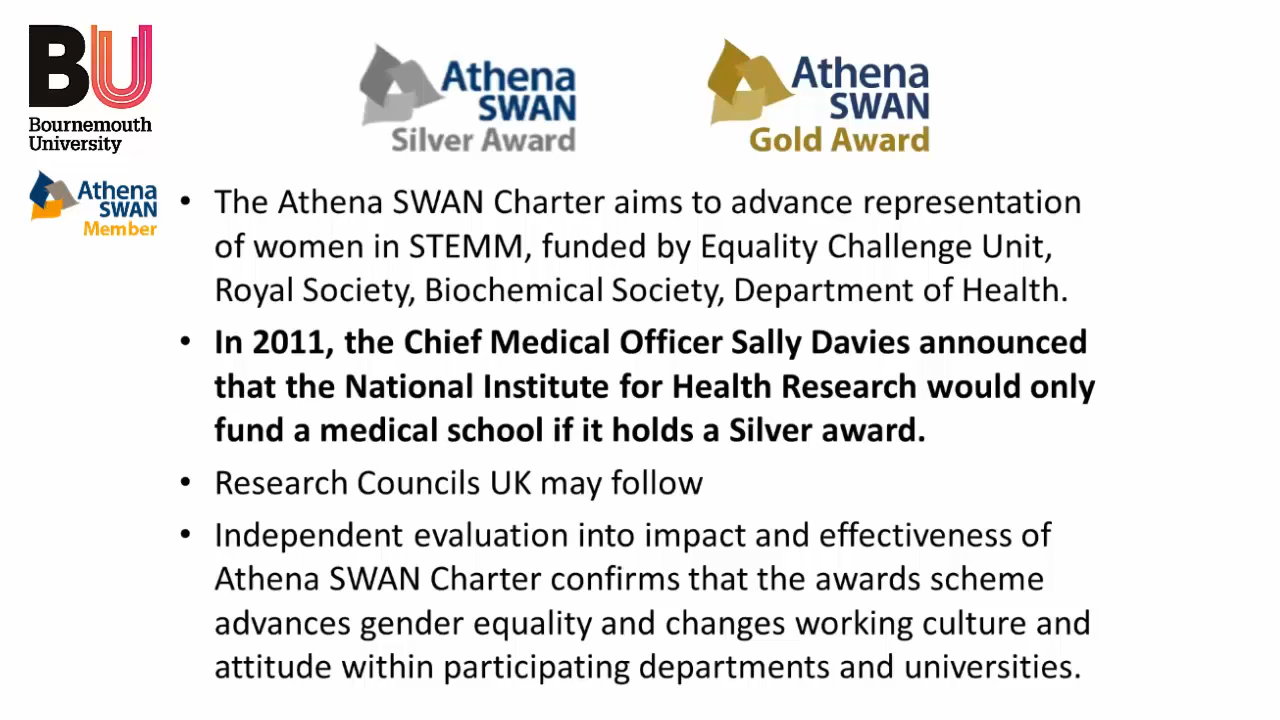 BU
Bournemouth
University
Athena
SWAN
Silver Award
Athena
SWAN
Gold Award
Athena
SWAN
Member
• The Athena SWAN Charter aims to advance representation
of women in STEMM, funded by Equality Challenge Unit,
Royal Society, Biochemical Society, Department of Health.
• In 2011, the Chief Medical Officer Sally Davies announced
that the National Institute for Health Research would only
fund a medical school if it holds a Silver award.
• Research Councils UK may follow
• Independent evaluation into impact and effectiveness of
Athena SWAN Charter confirms that the awards scheme
advances gender equality and changes working culture and
attitude within participating departments and universities.